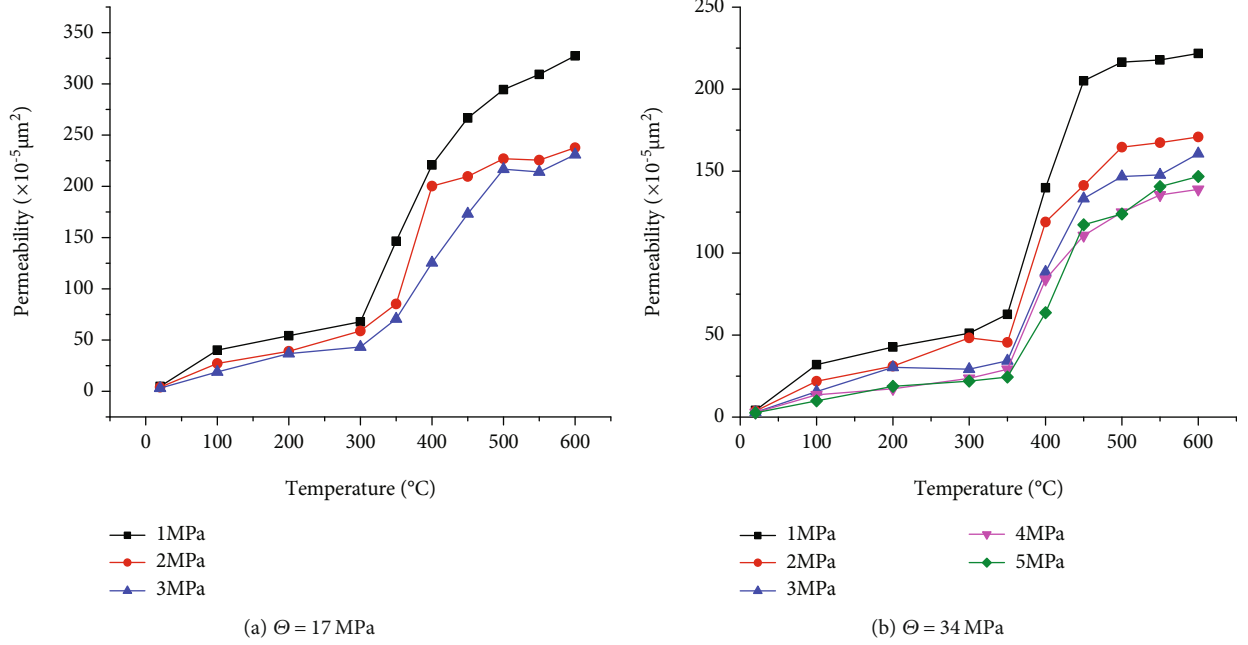 350
300
250
200
150
100
50
0
Permeability (×10⁻⁵μm²)
0 100 200 300 400 500 600
Temperature (°C)
1MPa
2MPa
3MPa
(a) Θ = 17 MPa
250
200
150
100
50
0
Permeability (×10⁻⁵μm²)
0 100 200 300 400 500 600
Temperature (°C)
1MPa
2MPa
3MPa
4MPa
5MPa
(b) Θ = 34 MPa